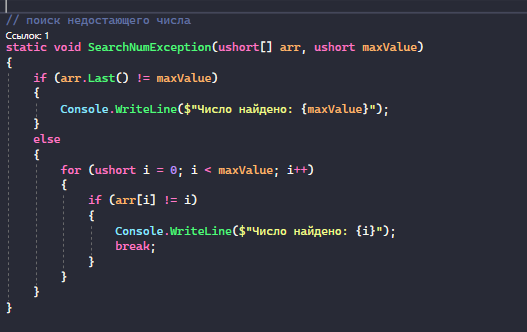 // поиск недостающего числа
Ссылок: 1
static void SearchNumException(ushort[] arr, ushort maxValue)
{
    if (arr.Last() != maxValue)
    {
        Console.WriteLine($"Число найдено: {maxValue}");
    }
    else
    {
        for (ushort i = 0; i < maxValue; i++)
        {
            if (arr[i] != i)
            {
                Console.WriteLine($"Число найдено: {i}");
                break;
            }
        }
    }
}